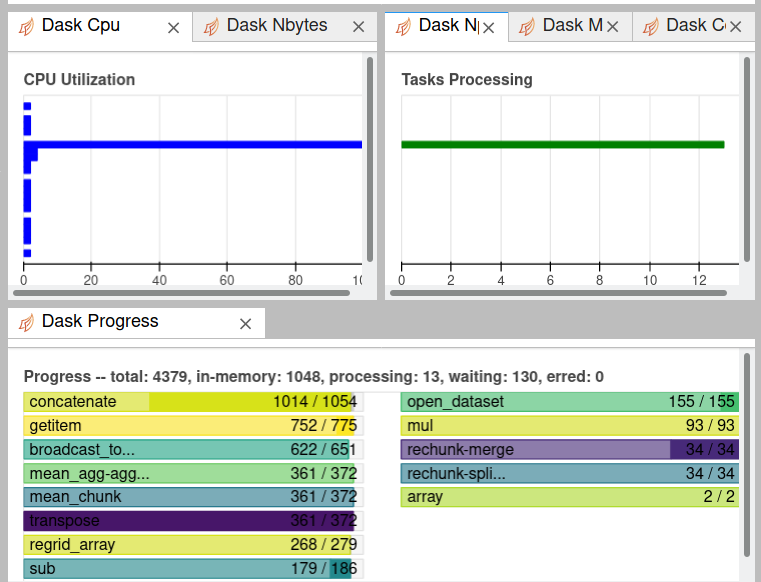 Dask Cpu
Dask Nbytes
Dask N
Dask M
Dask C
CPU Utilization
Tasks Processing
0 20 40 60 80 10
0 2 4 6 8 10 12
Dask Progress
Progress -- total: 4379, in-memory: 1048, processing: 13, waiting: 130, erred: 0
concatenate 1014 / 1054
open_dataset 155 / 155
getitem 752 / 775
mul 93 / 93
broadcast_to... 622 / 651
rechunk-merge 34 / 34
mean_agg-agg... 361 / 372
rechunk-spli... 34 / 34
mean_chunk 361 / 372
array 2 / 2
transpose 361 / 372
regrid_array 268 / 279
sub 179 / 186